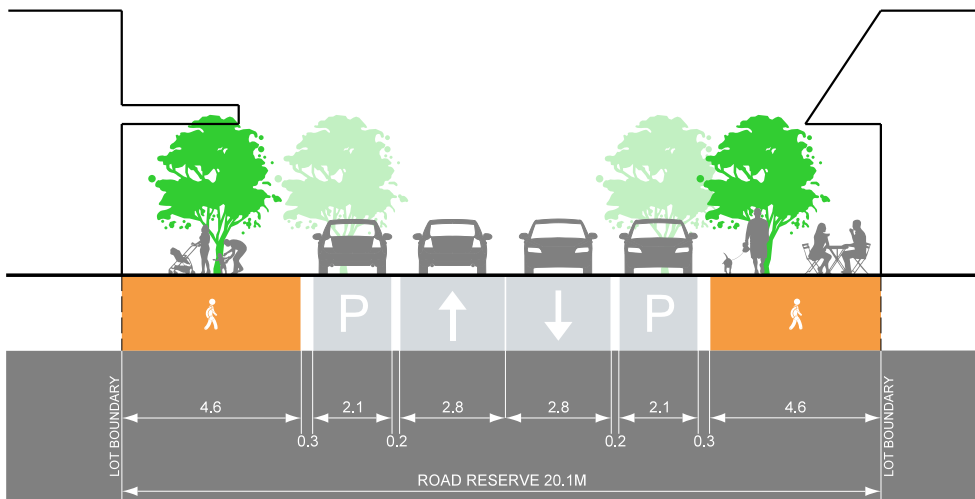 P
P
LOT BOUNDARY
4.6
2.1
2.8
2.8
2.1
4.6
LOT BOUNDARY
0.3
0.2
0.2
0.3
ROAD RESERVE 20.1M